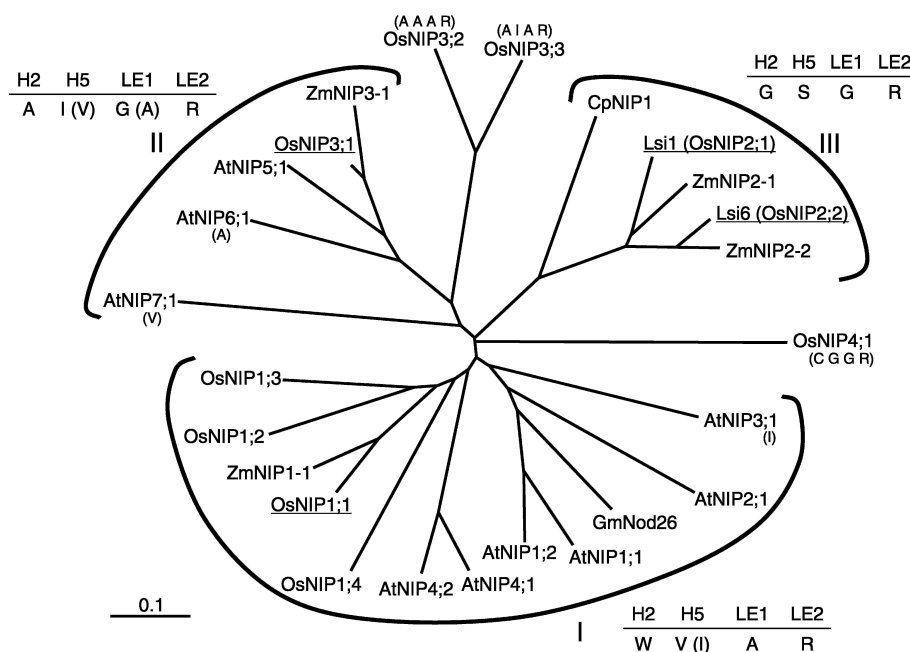 (A A A R)
OsNIP3;2
(A I A R)
OsNIP3;3
H2 H5 LE1 LE2
A I (V) G (A) R
II
H2 H5 LE1 LE2
G S G R
III
ZmNIP3-1
OsNIP3;1
AtNIP5;1
AtNIP6;1
(A)
AtNIP7;1
(V)
CpNIP1
Lsi1 (OsNIP2;1)
ZmNIP2-1
Lsi6 (OsNIP2;2)
ZmNIP2-2
OsNIP4;1
(C G G R)
OsNIP1;3
OsNIP1;2
ZmNIP1-1
OsNIP1;1
OsNIP1;4
AtNIP4;2
AtNIP4;1
AtNIP1;2
AtNIP1;1
GmNod26
AtNIP2;1
AtNIP3;1
(I)
0.1
I
H2 H5 LE1 LE2
W V (I) A R